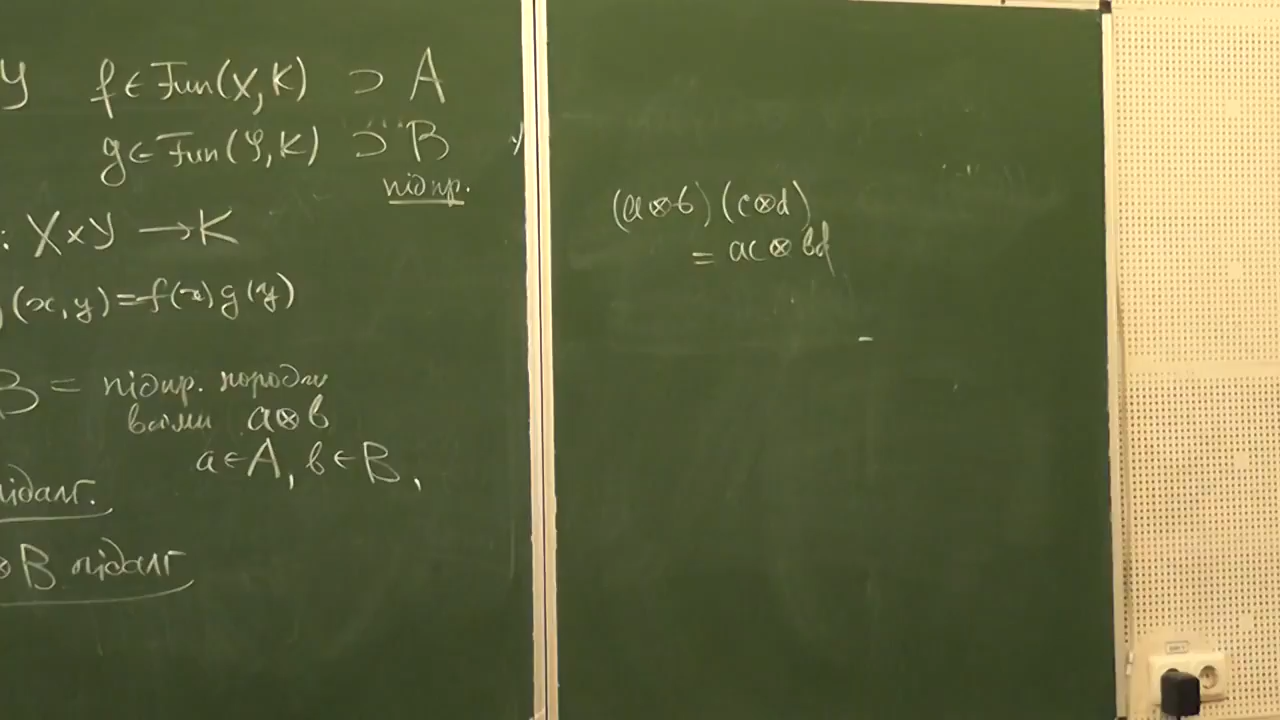 Y f ∈ Fun(X, K) ⊃ A
g ∈ Fun(Y, K) ⊃ B
підпр.
: X × Y → K
(x, y) = f(x) g(y)
B = підпр. породж
вами a ⊗ b
a ∈ A, b ∈ B,
підалг.
⊗ B підалг
(a ⊗ b) (c ⊗ d)
= ac ⊗ bd